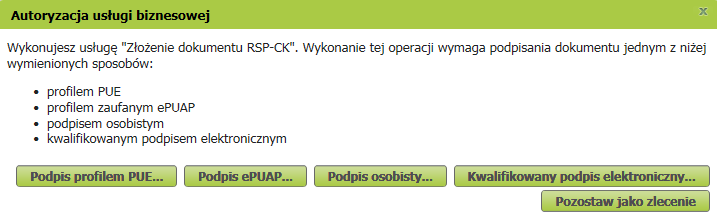 Autoryzacja usługi biznesowej
Wykonujesz usługę "Złożenie dokumentu RSP-CK". Wykonanie tej operacji wymaga podpisania dokumentu jednym z niżej
wymienionych sposobów:
• profilem PUE
• profilem zaufanym ePUAP
• podpisem osobistym
• kwalifikowanym podpisem elektronicznym
Podpis profilem PUE... Podpis ePUAP... Podpis osobisty... Kwalifikowany podpis elektroniczny...
Pozostaw jako zlecenie